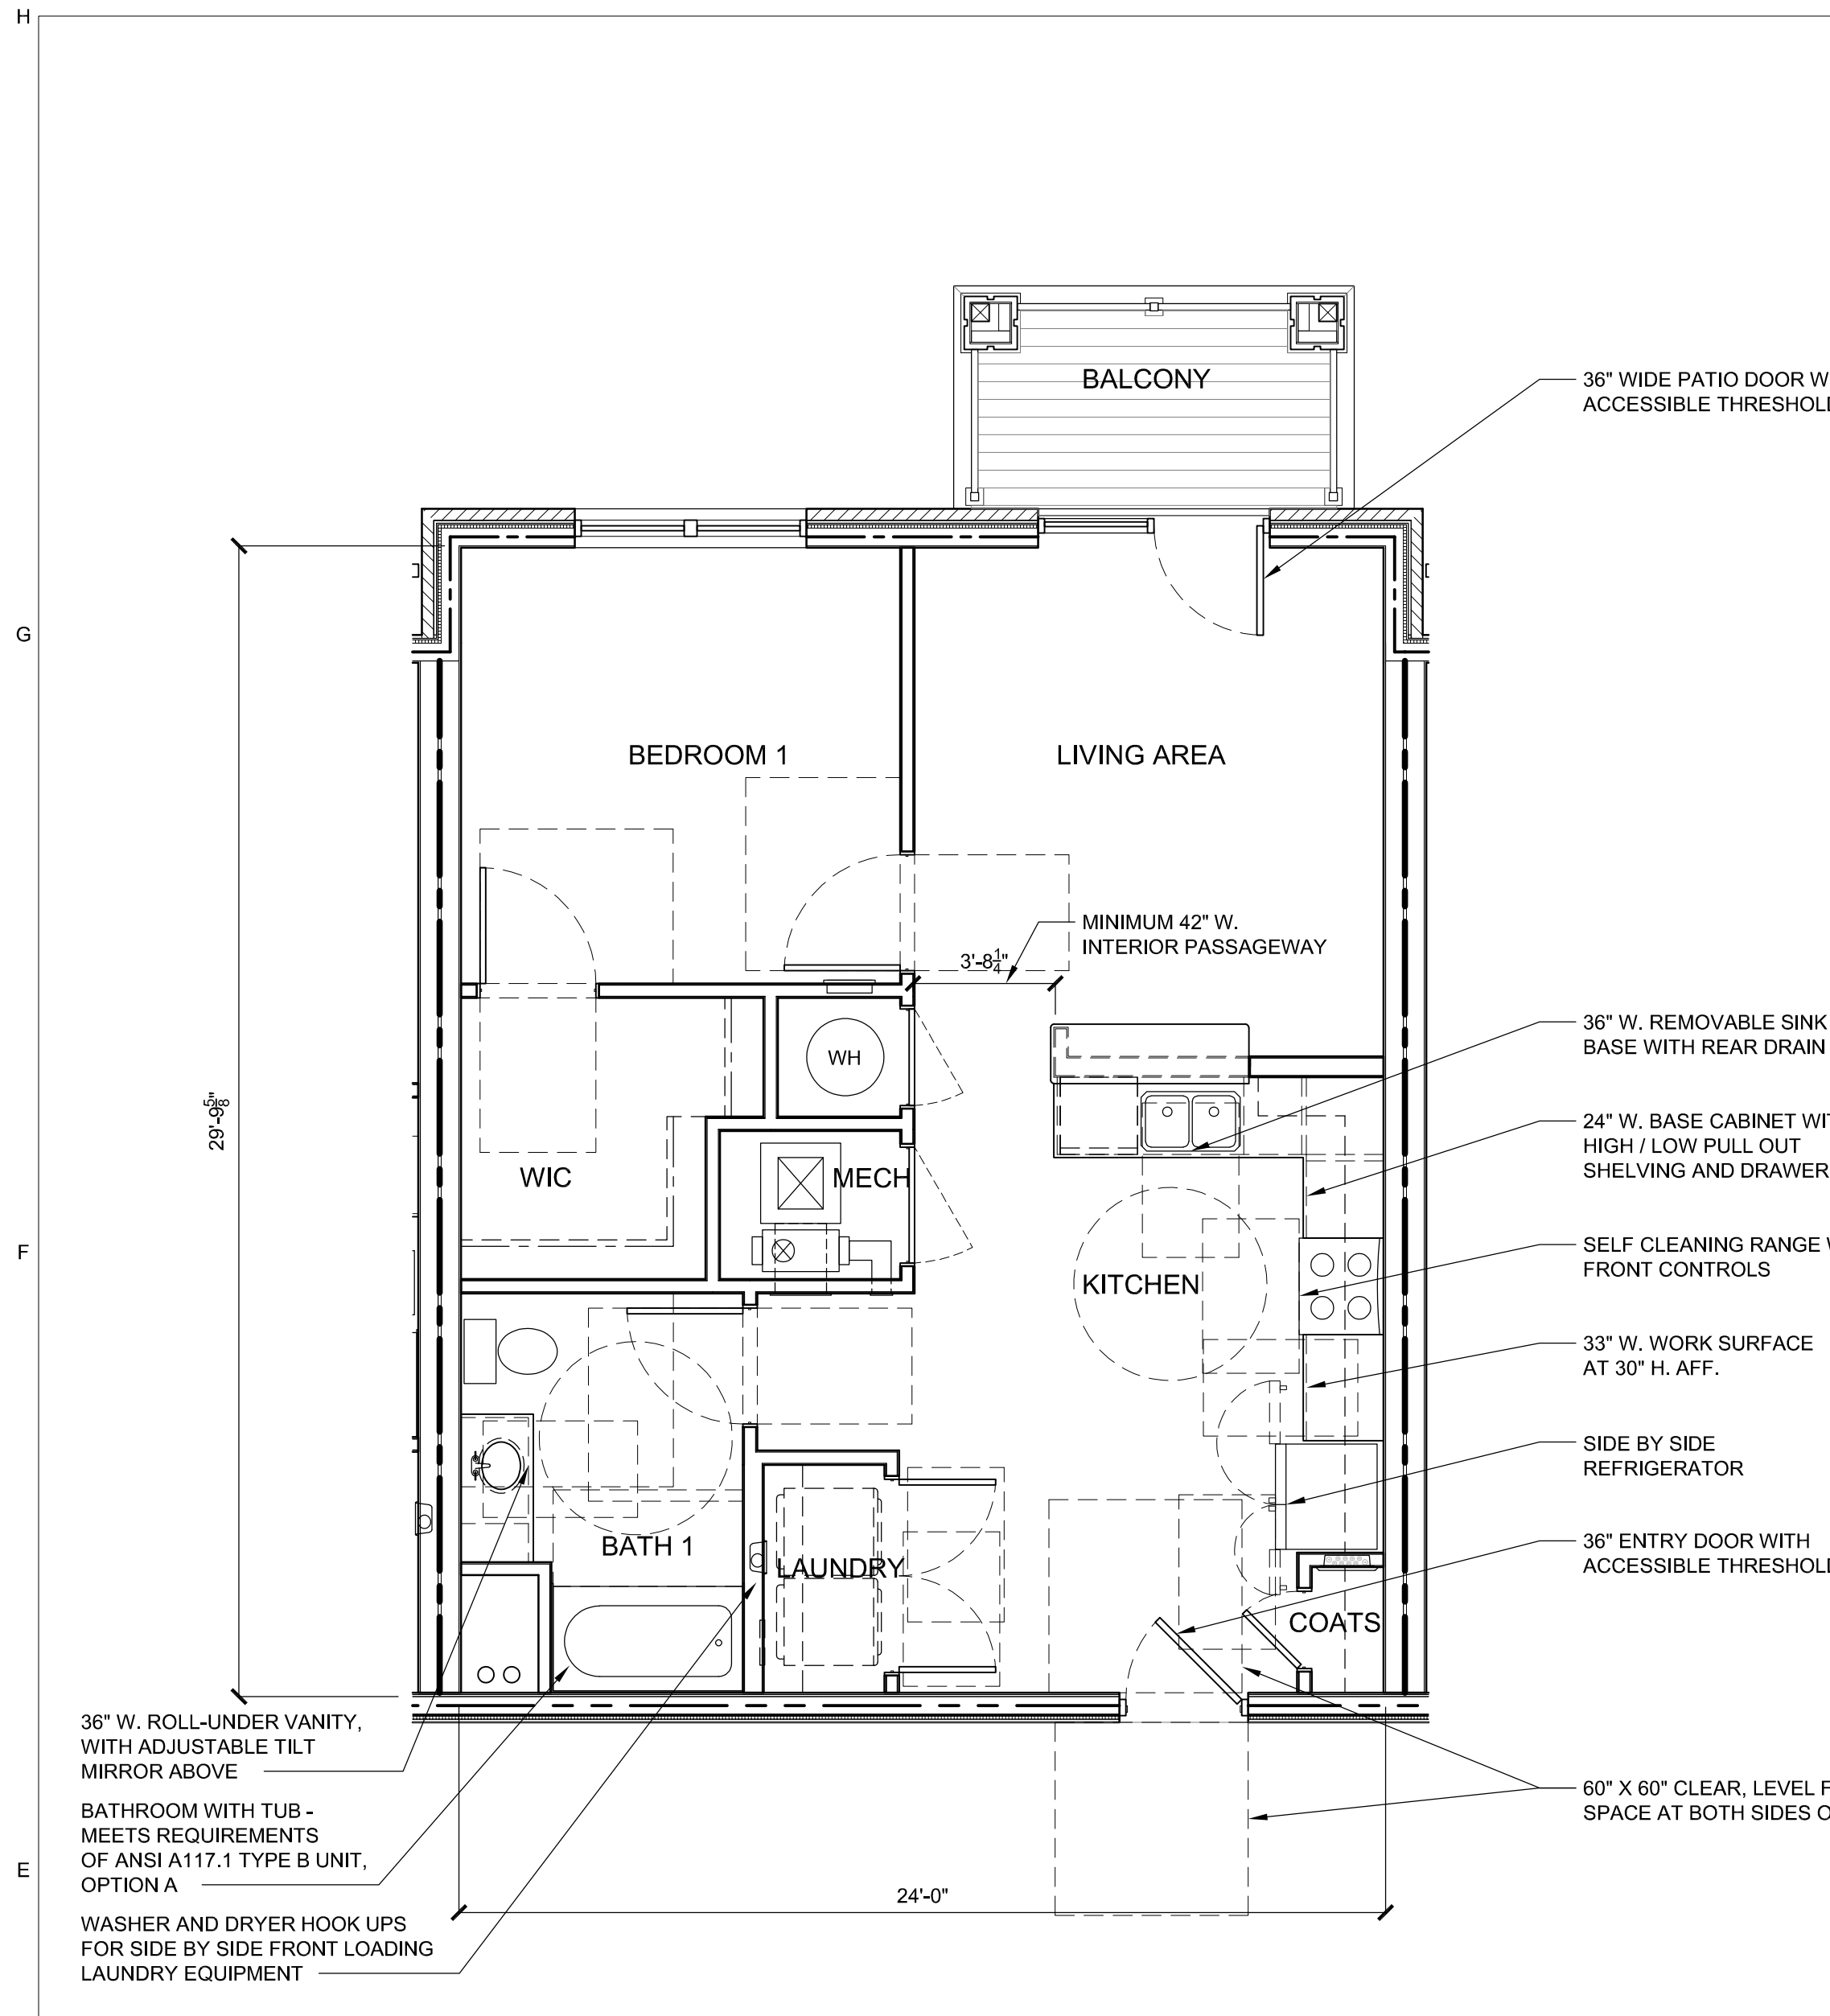 H
BALCONY
36" WIDE PATIO DOOR W
ACCESSIBLE THRESHOLD
G
BEDROOM 1
LIVING AREA
MINIMUM 42" W.
INTERIOR PASSAGEWAY
3'-8 1/4"
36" W. REMOVABLE SINK
BASE WITH REAR DRAIN
WH
29'-9 5/8"
24" W. BASE CABINET WIT
HIGH / LOW PULL OUT
SHELVING AND DRAWER
WIC
MECH
F
SELF CLEANING RANGE
FRONT CONTROLS
KITCHEN
33" W. WORK SURFACE
AT 30" H. AFF.
SIDE BY SIDE
REFRIGERATOR
BATH 1
LAUNDRY
36" ENTRY DOOR WITH
ACCESSIBLE THRESHOLD
COATS
36" W. ROLL-UNDER VANITY,
WITH ADJUSTABLE TILT
MIRROR ABOVE
60" X 60" CLEAR, LEVEL F
SPACE AT BOTH SIDES O
BATHROOM WITH TUB -
MEETS REQUIREMENTS
OF ANSI A117.1 TYPE B UNIT,
OPTION A
E
24'-0"
WASHER AND DRYER HOOK UPS
FOR SIDE BY SIDE FRONT LOADING
LAUNDRY EQUIPMENT